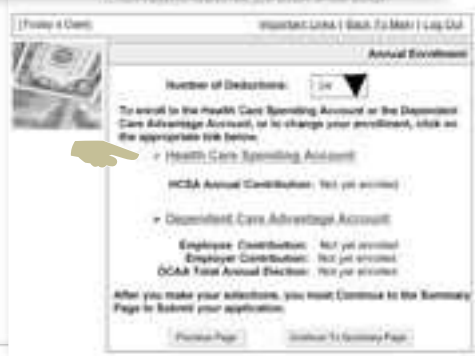 [Today's Date]
Important Links | Back To Main | Log Out
Annual Enrollment
Number of Deductions: 24
To enroll in the Health Care Spending Account or the Dependent
Care Advantage Account, or to change your enrollment, click on
the appropriate link below.
Health Care Spending Account
HCSA Annual Contribution: Not yet enrolled
Dependent Care Advantage Account
Employee Contribution: Not yet enrolled
Employer Contribution: Not yet enrolled
DCAA Total Annual Election: Not yet enrolled
After you make your selections, you must Continue to the Summary
Page to Submit your application.
Previous Page
Continue To Summary Page